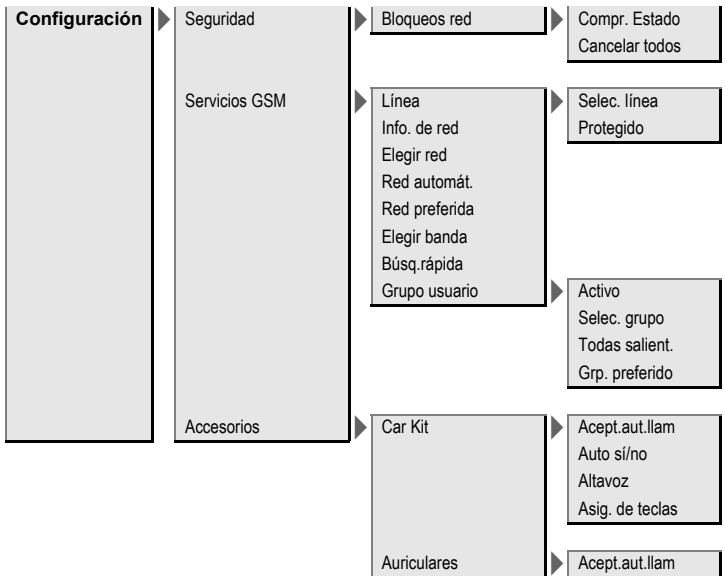 Configuración
Seguridad
Bloqueos red
Compr. Estado
Cancelar todos
Servicios GSM
Línea
Selec. línea
Protegido
Info. de red
Elegir red
Red automát.
Red preferida
Elegir banda
Búsq.rápida
Grupo usuario
Activo
Selec. grupo
Todas salient.
Grp. preferido
Accesorios
Car Kit
Acept.aut.llam
Auto sí/no
Altavoz
Asig. de teclas
Auriculares
Acept.aut.llam